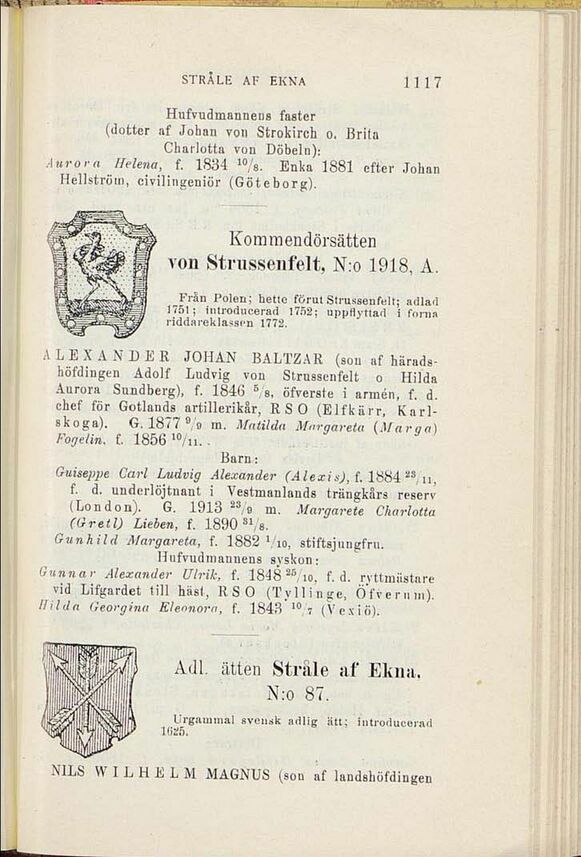 STRÅLE AF EKNA 1117
Hufvudmannens faster
(dotter af Johan von Strokirch o. Brita
Charlotta von Döbeln):
Aurora Helena, f. 1834 10/8. Enka 1881 efter Johan
Hellström, civilingeniör (Göteborg).
Kommendörsätten
von Strussenfelt, N:o 1918, A.
Från Polen; hette förut Strussenfelt; adlad
1751; introducerad 1752; uppflyttad i forna
riddareklassen 1772.
ALEXANDER JOHAN BALTZAR (son af härads-
höfdingen Adolf Ludvig von Strussenfelt o Hilda
Aurora Sundberg), f. 1846 5/8, öfverste i armén, f. d.
chef för Gotlands artillerikår, R S O (Elfkärr, Karl-
skoga). G. 1877 9/9 m. Matilda Margareta (Marga)
Fogelin, f. 1856 10/11.
Barn:
Guiseppe Carl Ludvig Alexander (Alexis), f. 1884 23/11,
f. d. underlöjtnant i Vestmanlands trängkårs reserv
(London). G. 1913 23/9 m. Margarete Charlotta
(Gretl) Lieben, f. 1890 31/8.
Gunhild Margareta, f. 1882 1/10, stiftsjungfru.
Hufvudmannens syskon:
Gunnar Alexander Ulrik, f. 1848 25/10, f. d. ryttmästare
vid Lifgardet till häst, R S O (Tyllinge, Öfverum).
Hilda Georgina Eleonora, f. 1843 10/7 (Vexiö).
Adl. ätten Stråle af Ekna,
N:o 87.
Urgammal svensk adlig ätt; introducerad
1625.
NILS WILHELM MAGNUS (son af landshöfdingen